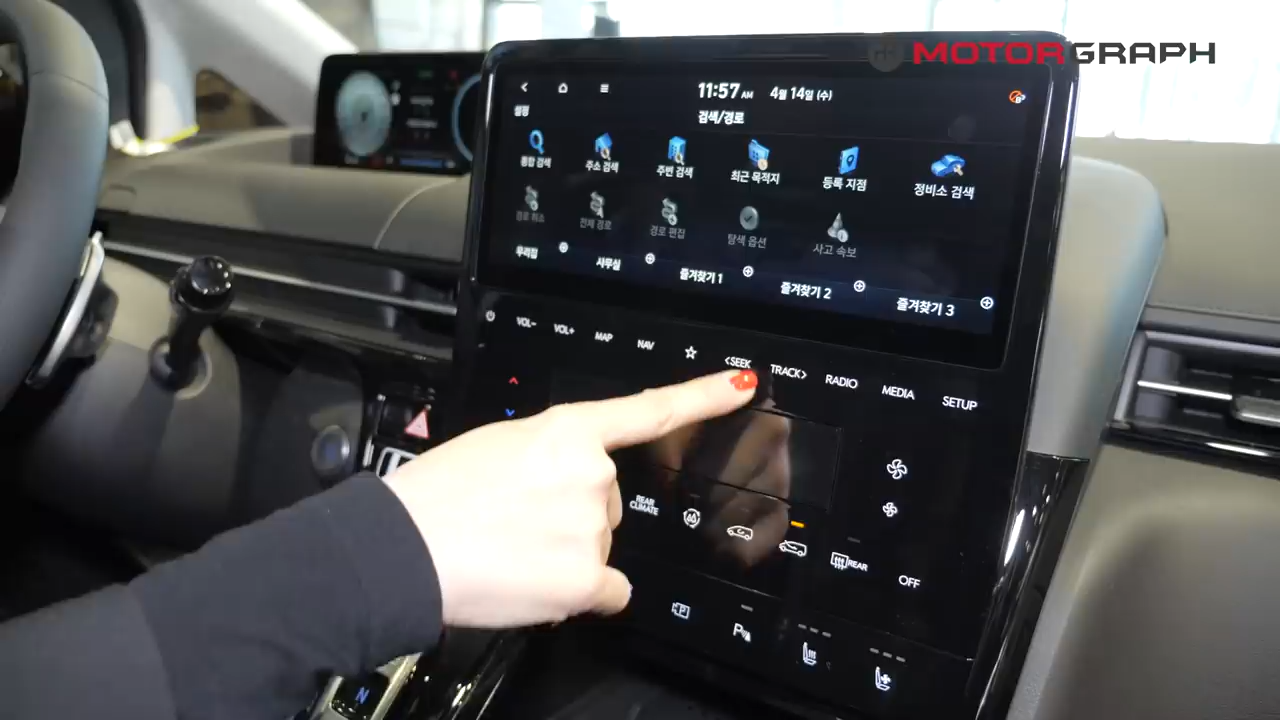 MOTORGRAPH
11:57 AM 4월 14일 (수)
설정 검색/경로
통합 검색 주소 검색 주변 검색 최근 목적지 등록 지점 정비소 검색
경로 취소 전체 경로 경로 편집 탐색 옵션 사고 속보
우리집 사무실 즐겨찾기 1 즐겨찾기 2 즐겨찾기 3
VOL- VOL+ MAP NAV <SEEK TRACK> RADIO MEDIA SETUP
REAR CLIMATE
REAR
OFF
P
N